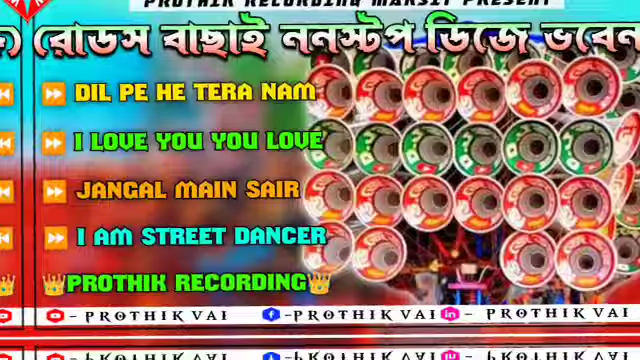 PROTHIK RECORDING MAKSIT PRESENT
) রোডস বাছাই ননস্টপ ডিজে ভবেন
DIL PE HE TERA NAM
I LOVE YOU YOU LOVE
JANGAL MAIN SAIR
I AM STREET DANCER
PROTHIK RECORDING
- PROTHIK VAI -PROTHIK VAI - PROTHIK VAI